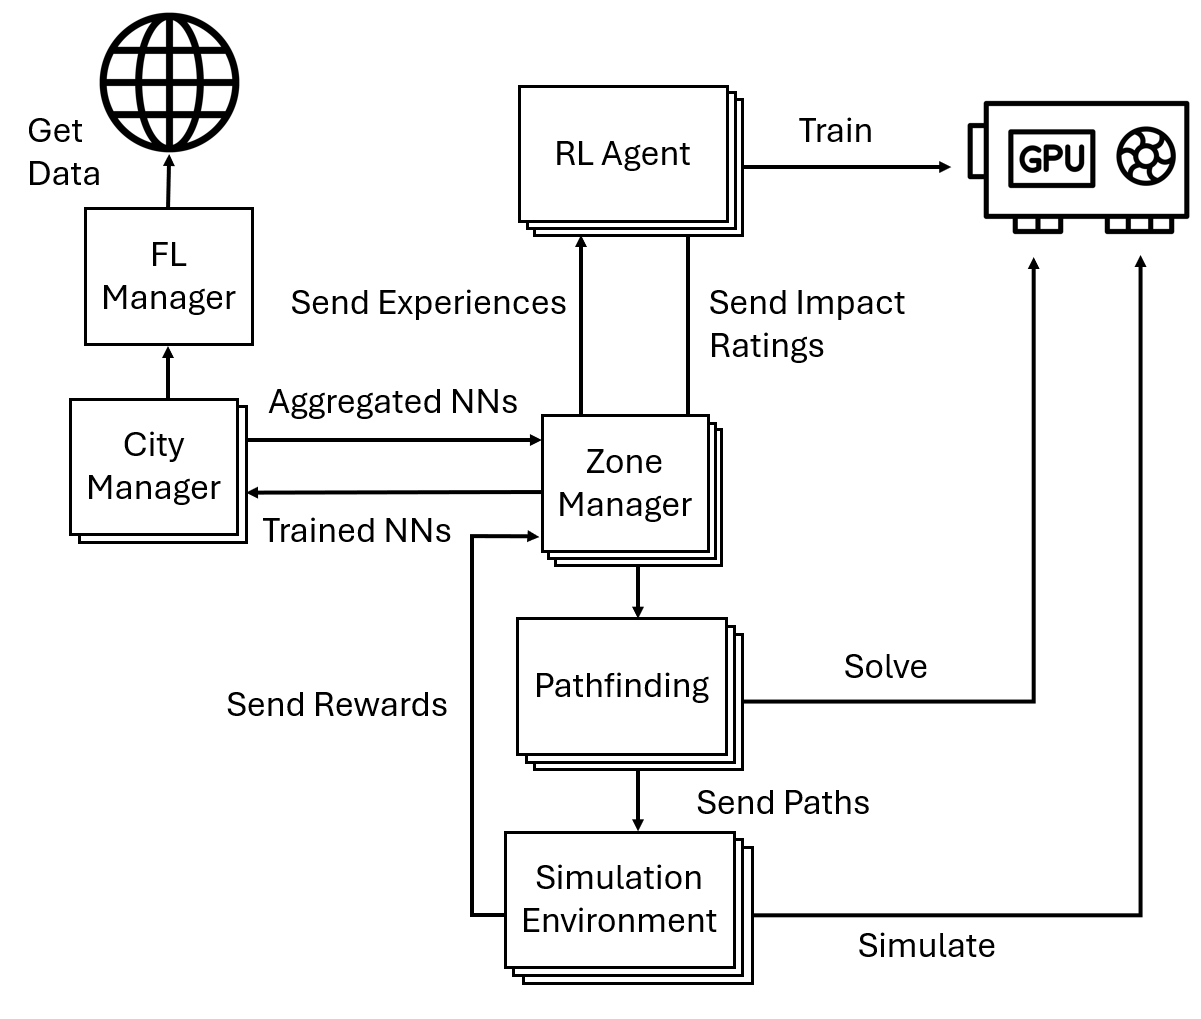 Get
Data
RL Agent
Train
GPU
FL
Manager
Send Experiences
Send Impact
Ratings
Aggregated NNs
City
Manager
Zone
Manager
Trained NNs
Pathfinding
Solve
Send Rewards
Send Paths
Simulation
Environment
Simulate